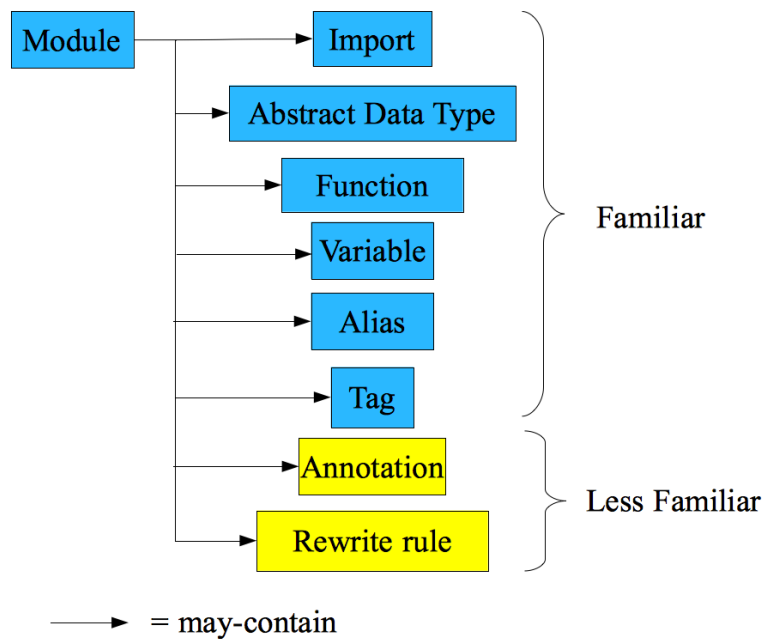 Module
Import
Abstract Data Type
Function
Variable
Alias
Tag
Familiar
Annotation
Rewrite rule
Less Familiar
= may-contain